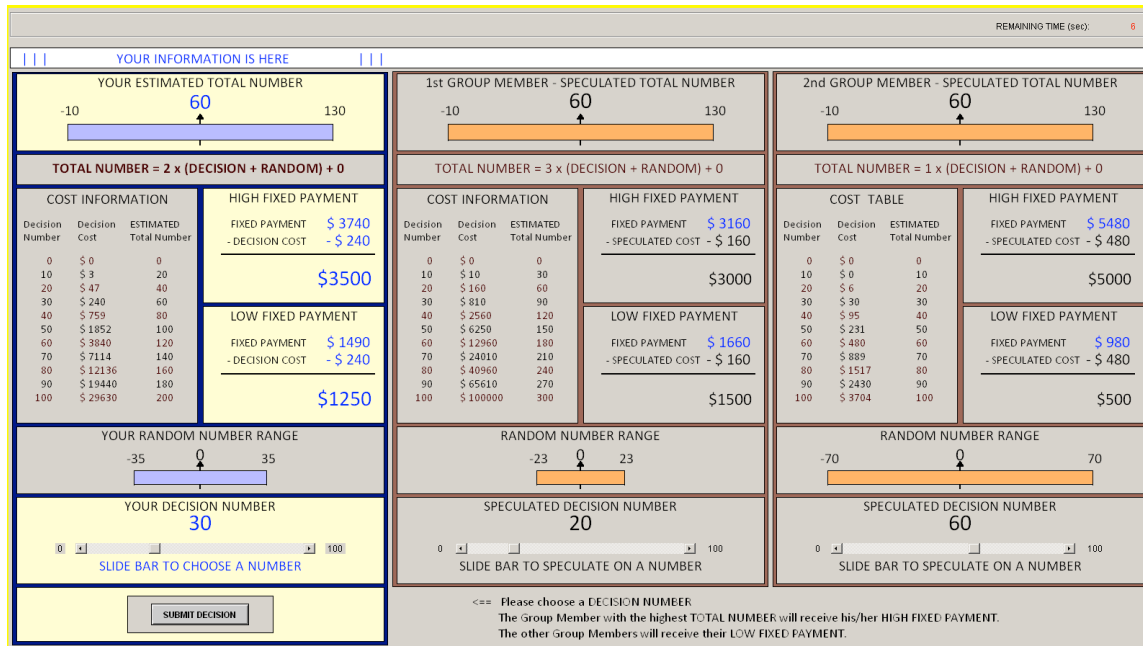 REMAINING TIME (sec): 6
| | | YOUR INFORMATION IS HERE | | |
YOUR ESTIMATED TOTAL NUMBER
60
-10 130
TOTAL NUMBER = 2 x (DECISION + RANDOM) + 0
COST INFORMATION
Decision Decision ESTIMATED
Number Cost Total Number
0 $ 0 0
10 $ 3 20
20 $ 47 40
30 $ 240 60
40 $ 759 80
50 $ 1852 100
60 $ 3840 120
70 $ 7114 140
80 $ 12136 160
90 $ 19440 180
100 $ 29630 200
HIGH FIXED PAYMENT
FIXED PAYMENT $ 3740
- DECISION COST - $ 240
$3500
LOW FIXED PAYMENT
FIXED PAYMENT $ 1490
- DECISION COST - $ 240
$1250
YOUR RANDOM NUMBER RANGE
-35 0 35
YOUR DECISION NUMBER
30
0 100
SLIDE BAR TO CHOOSE A NUMBER
SUBMIT DECISION
1st GROUP MEMBER - SPECULATED TOTAL NUMBER
60
-10 130
TOTAL NUMBER = 3 x (DECISION + RANDOM) + 0
COST INFORMATION
Decision Decision ESTIMATED
Number Cost Total Number
0 $ 0 0
10 $ 10 30
20 $ 160 60
30 $ 810 90
40 $ 2560 120
50 $ 6250 150
60 $ 12960 180
70 $ 24010 210
80 $ 40960 240
90 $ 65610 270
100 $ 100000 300
HIGH FIXED PAYMENT
FIXED PAYMENT $ 3160
- SPECULATED COST - $ 160
$3000
LOW FIXED PAYMENT
FIXED PAYMENT $ 1660
- SPECULATED COST - $ 160
$1500
RANDOM NUMBER RANGE
-23 0 23
SPECULATED DECISION NUMBER
20
0 100
SLIDE BAR TO SPECULATE ON A NUMBER
2nd GROUP MEMBER - SPECULATED TOTAL NUMBER
60
-10 130
TOTAL NUMBER = 1 x (DECISION + RANDOM) + 0
COST TABLE
Decision Decision ESTIMATED
Number Cost Total Number
0 $ 0 0
10 $ 0 10
20 $ 6 20
30 $ 30 30
40 $ 95 40
50 $ 231 50
60 $ 480 60
70 $ 889 70
80 $ 1517 80
90 $ 2430 90
100 $ 3704 100
HIGH FIXED PAYMENT
FIXED PAYMENT $ 5480
- SPECULATED COST - $ 480
$5000
LOW FIXED PAYMENT
FIXED PAYMENT $ 980
- SPECULATED COST - $ 480
$500
RANDOM NUMBER RANGE
-70 0 70
SPECULATED DECISION NUMBER
60
0 100
SLIDE BAR TO SPECULATE ON A NUMBER
<== Please choose a DECISION NUMBER
The Group Member with the highest TOTAL NUMBER will receive his/her HIGH FIXED PAYMENT.
The other Group Members will receive their LOW FIXED PAYMENT.